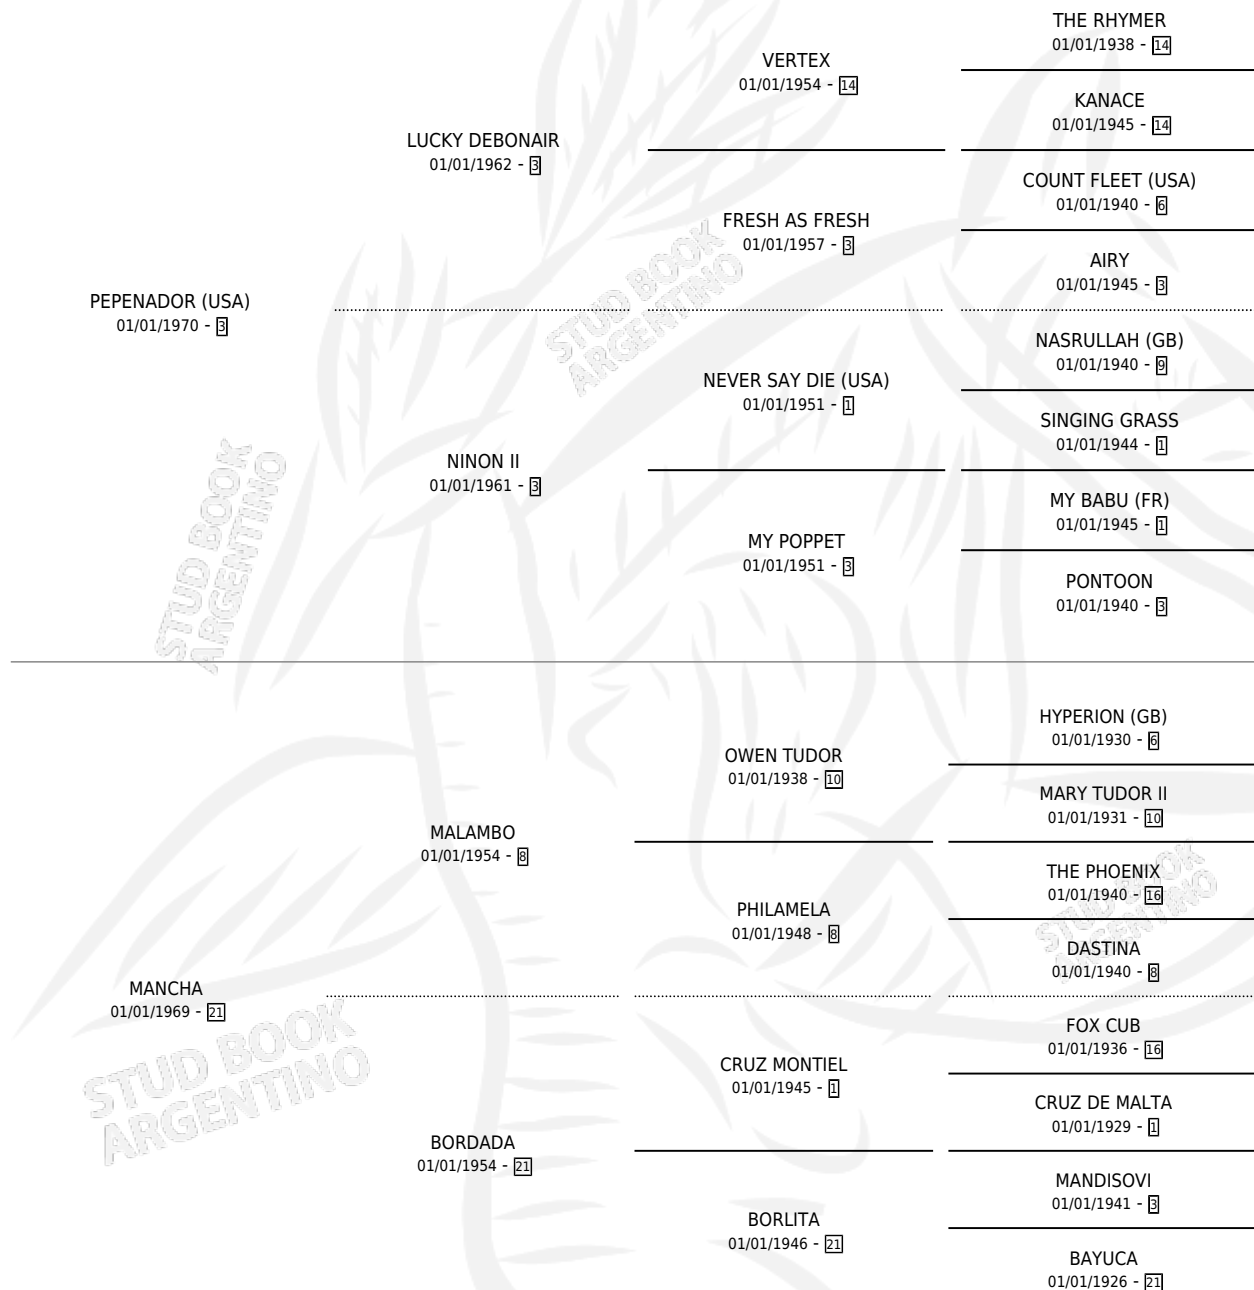 THE RHYMER
01/01/1938 - 14
VERTEX
01/01/1954 - 14
KANACE
01/01/1945 - 14
LUCKY DEBONAIR
01/01/1962 - 3
COUNT FLEET (USA)
01/01/1940 - 6
FRESH AS FRESH
01/01/1957 - 3
AIRY
01/01/1945 - 3
PEPENADOR (USA)
01/01/1970 - 3
NASRULLAH (GB)
01/01/1940 - 9
NEVER SAY DIE (USA)
01/01/1951 - 1
SINGING GRASS
01/01/1944 - 1
NINON II
01/01/1961 - 3
MY BABU (FR)
01/01/1945 - 1
MY POPPET
01/01/1951 - 3
PONTOON
01/01/1940 - 3
HYPERION (GB)
01/01/1930 - 6
OWEN TUDOR
01/01/1938 - 10
MARY TUDOR II
01/01/1931 - 10
MALAMBO
01/01/1954 - 8
THE PHOENIX
01/01/1940 - 16
PHILAMELA
01/01/1948 - 8
DASTINA
01/01/1940 - 8
MANCHA
01/01/1969 - 21
FOX CUB
01/01/1936 - 16
CRUZ MONTIEL
01/01/1945 - 1
CRUZ DE MALTA
01/01/1929 - 1
BORDADA
01/01/1954 - 21
MANDISOVI
01/01/1941 - 3
BORLITA
01/01/1946 - 21
BAYUCA
01/01/1926 - 21
STUD BOOK
ARGENTINO
STUD BOOK
ARGENTINO
STUD BOOK
ARGENTINO
STUD BOOK
ARGENTINO